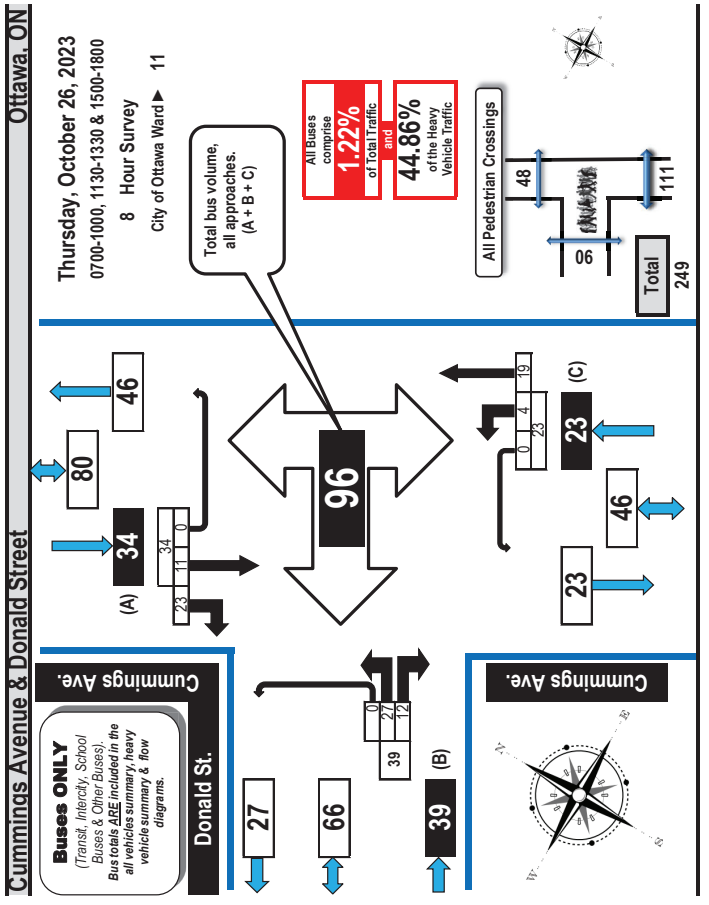 Cummings Avenue & Donald Street
Ottawa, ON
Buses ONLY
(Transit, Intercity, School
Buses & Other Buses).
Bus totals ARE included in the
all vehicles summary, heavy
vehicle summary & flow
diagrams.
Cummings Ave.
Donald St.
(A)
34
80
46
34
23 11 0
Thursday, October 26, 2023
0700-1000, 1130-1330 & 1500-1800
8 Hour Survey
City of Ottawa Ward ► 11
Total bus volume,
all approaches.
(A + B + C)
96
27
66
39
(B)
39
0
27
12
Cummings Ave.
N
E
S
W
23
46
23
(C)
0 4 19
23
All Buses
comprise
1.22%
of Total Traffic
and
44.86%
of the Heavy
Vehicle Traffic
All Pedestrian Crossings
48
90
111
Total
249